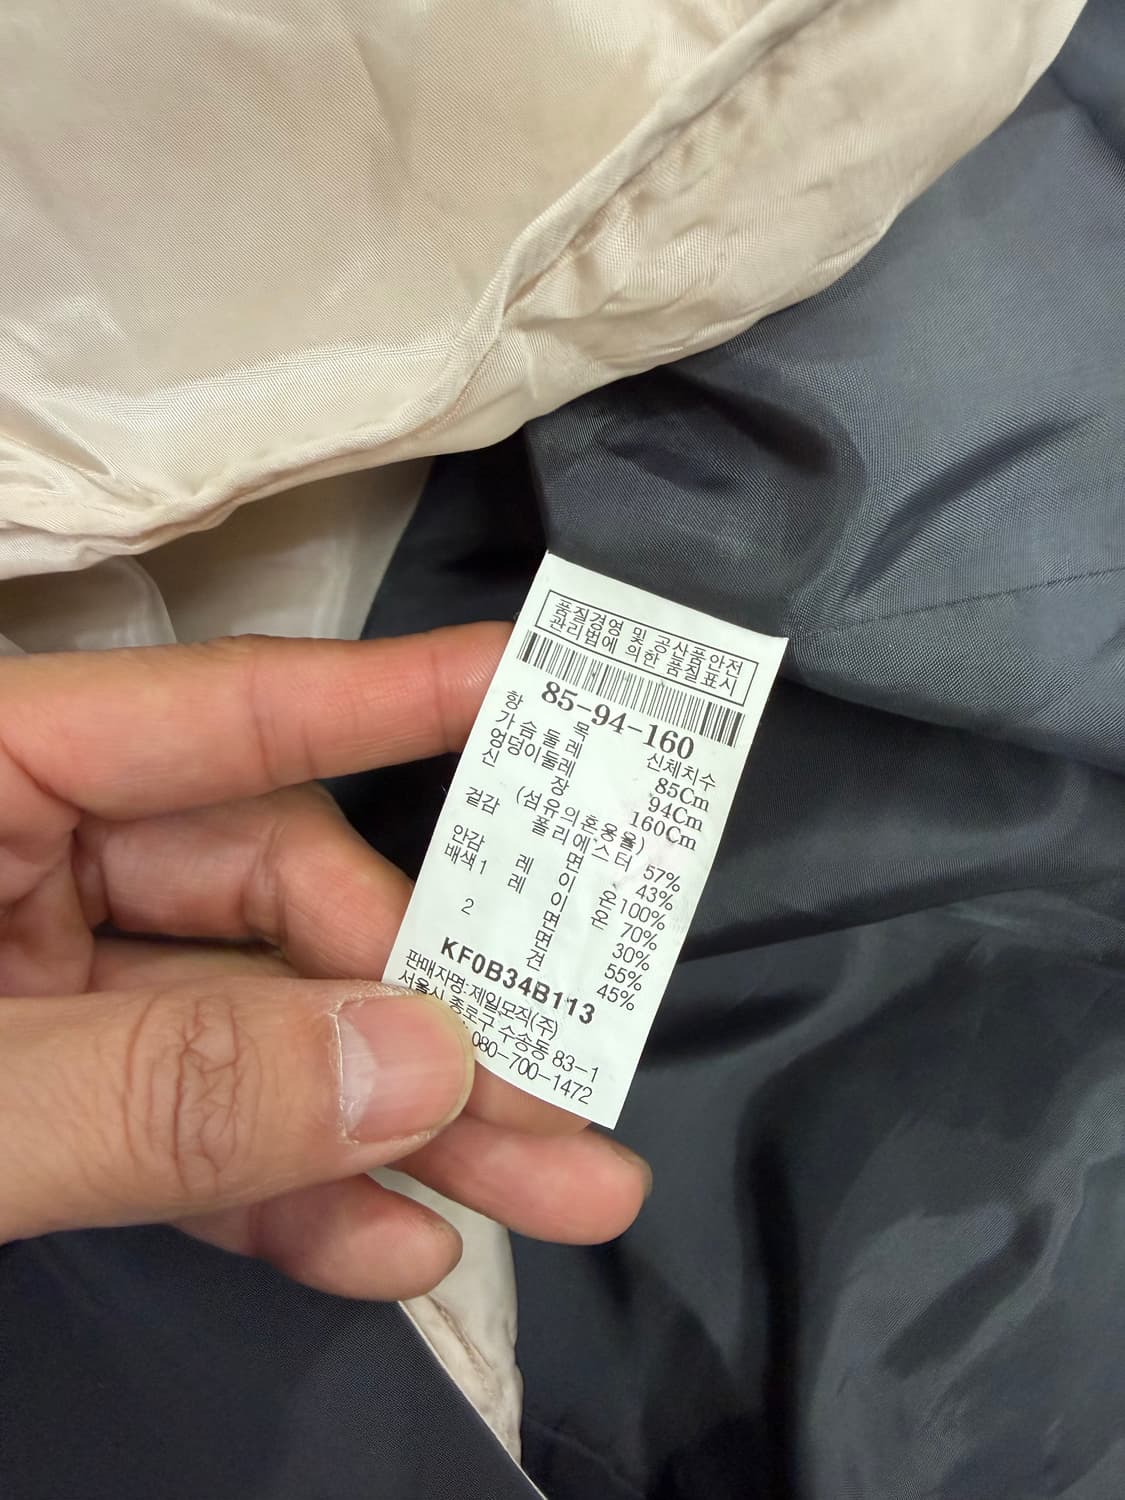 품질경영 및 공산품안전
관리법에 의한 품질표시
85-94-160
항 목 신체치수
가슴둘레 85Cm
엉덩이둘레 94Cm
신 장 160Cm
(섬유의혼용율)
겉감 폴리에스터 57%
면 43%
안감 레이온 100%
배색1 레이온 70%
면 30%
2 면 55%
견 45%
KF0B34B113
판매자명:제일모직(주)
서울시 종로구 수송동 83-1
080-700-1472